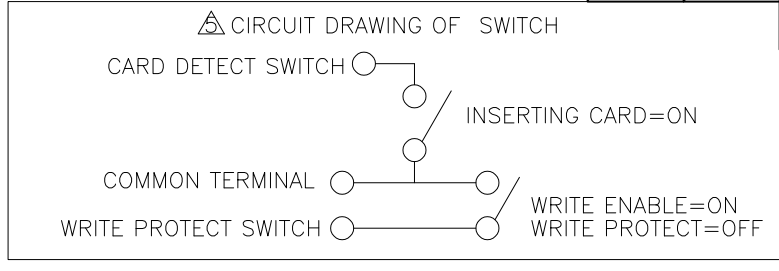 5 CIRCUIT DRAWING OF SWITCH
CARD DETECT SWITCH
INSERTING CARD=ON
COMMON TERMINAL
WRITE ENABLE=ON
WRITE PROTECT SWITCH
WRITE PROTECT=OFF